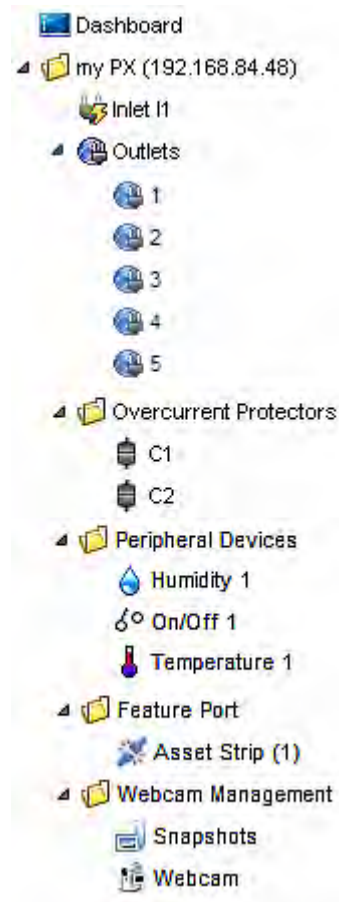 Dashboard
my PX (192.168.84.48)
Inlet I1
Outlets
1
2
3
4
5
Overcurrent Protectors
C1
C2
Peripheral Devices
Humidity 1
On/Off 1
Temperature 1
Feature Port
Asset Strip (1)
Webcam Management
Snapshots
Webcam